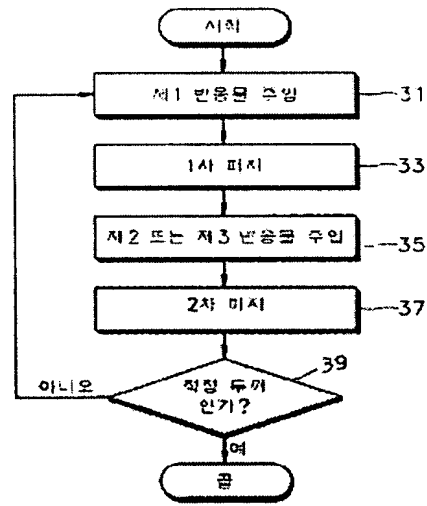 시작
제1 반응물 주입
31
1차 퍼지
33
제2 또는 제3 반응물 주입
35
2차 퍼지
37
39
적정 두께
인가?
아니오
예
끝